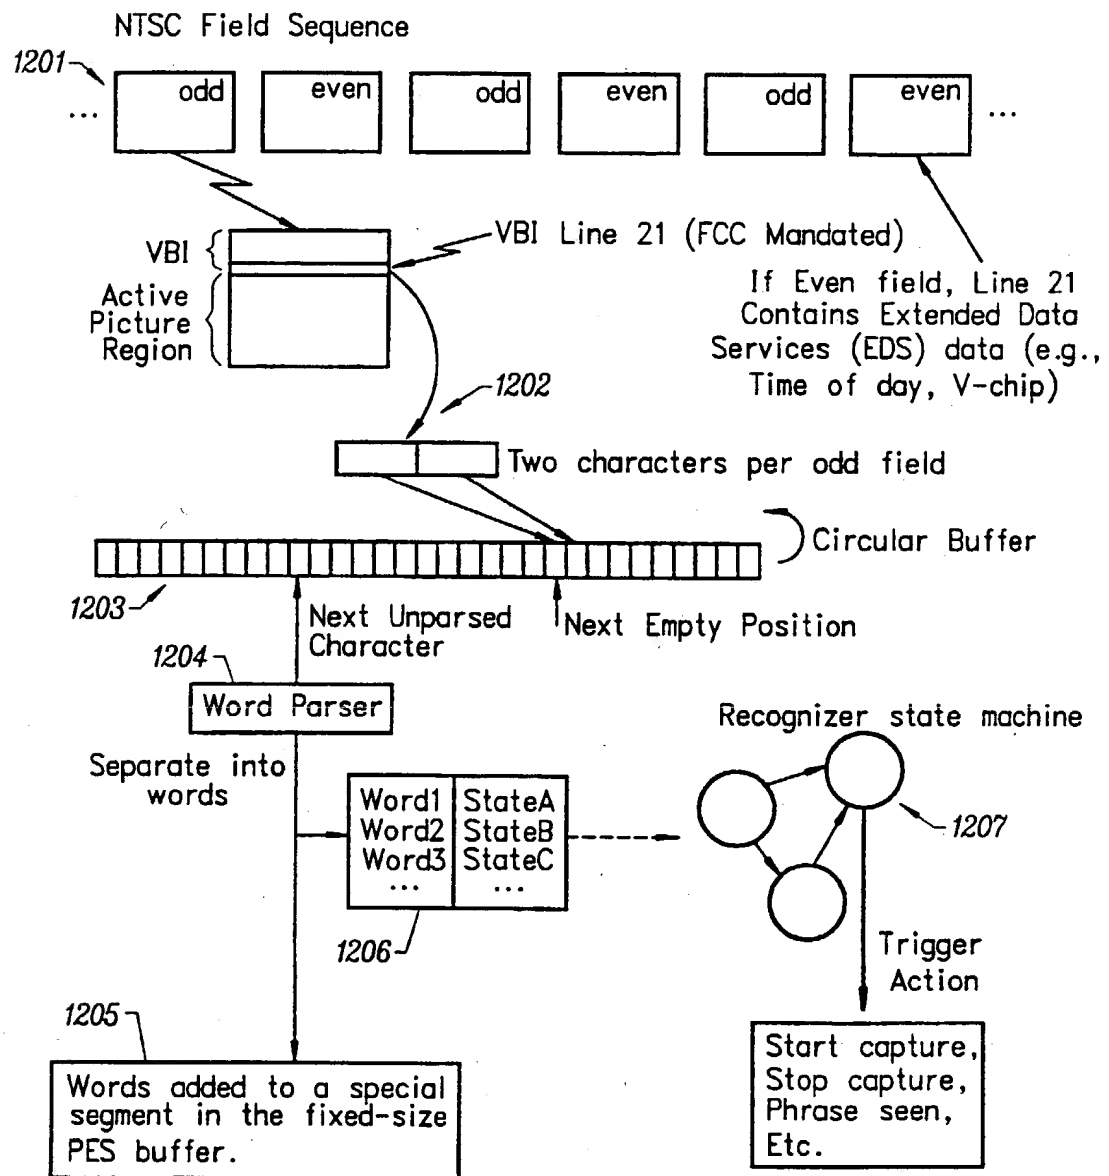 NTSC Field Sequence
1201
... odd even odd even odd even ...
VBI
VBI Line 21 (FCC Mandated)
Active
Picture
Region
If Even field, Line 21
Contains Extended Data
Services (EDS) data (e.g.,
Time of day, V-chip)
1202
Two characters per odd field
Circular Buffer
1203
Next Unparsed
Character
Next Empty Position
1204
Word Parser
Separate into
words
Word1 StateA
Word2 StateB
Word3 StateC
... ...
1206
Recognizer state machine
1207
Trigger
Action
1205
Words added to a special
segment in the fixed-size
PES buffer.
Start capture,
Stop capture,
Phrase seen,
Etc.